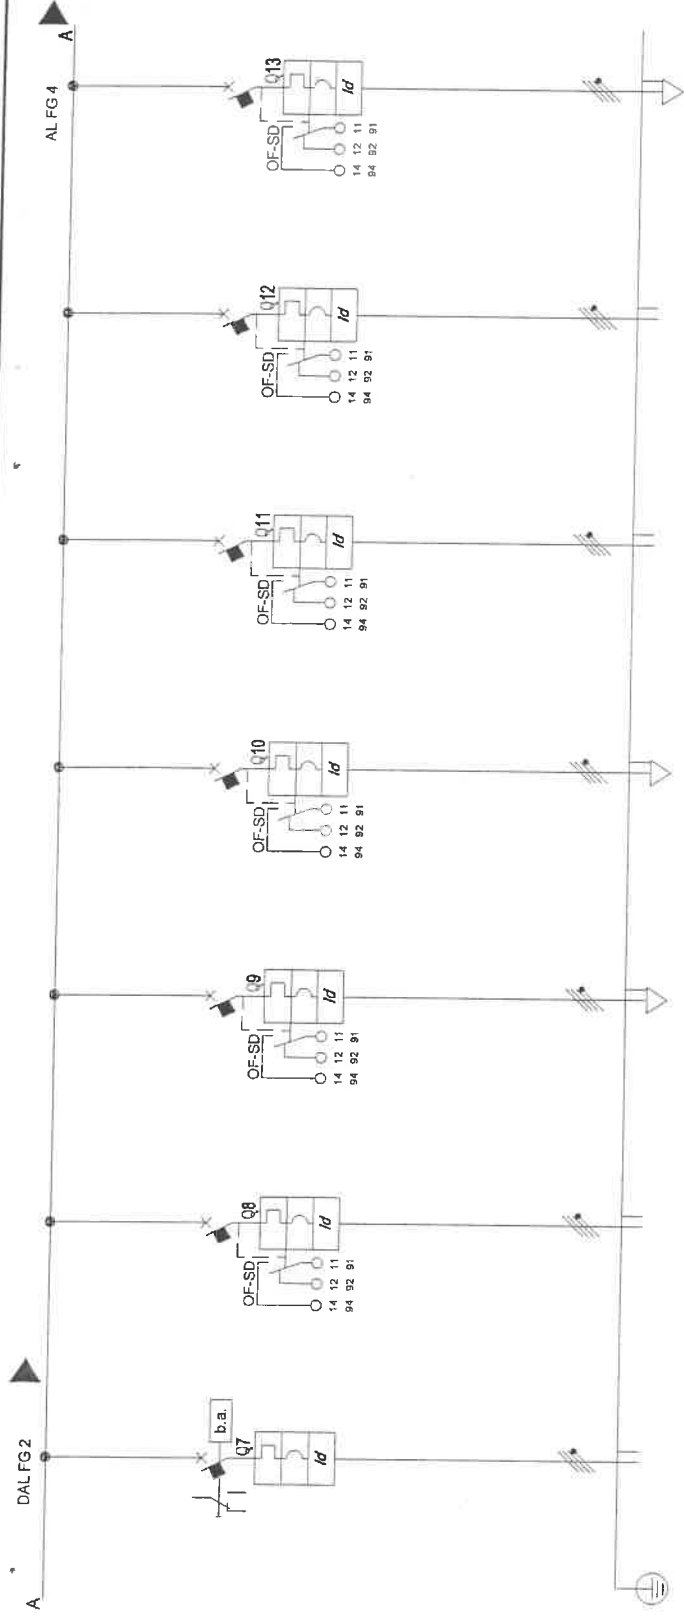 DAL FG 2
AL FG 4
A
A
b.a.
Q7
Id
OF-SD
Q8
Id
11 91
12 92
14 94
OF-SD
Q9
Id
11 91
12 92
14 94
OF-SD
Q10
Id
11 91
12 92
14 94
OF-SD
Q11
Id
11 91
12 92
14 94
OF-SD
Q12
Id
11 91
12 92
14 94
OF-SD
Q13
Id
11 91
12 92
14 94